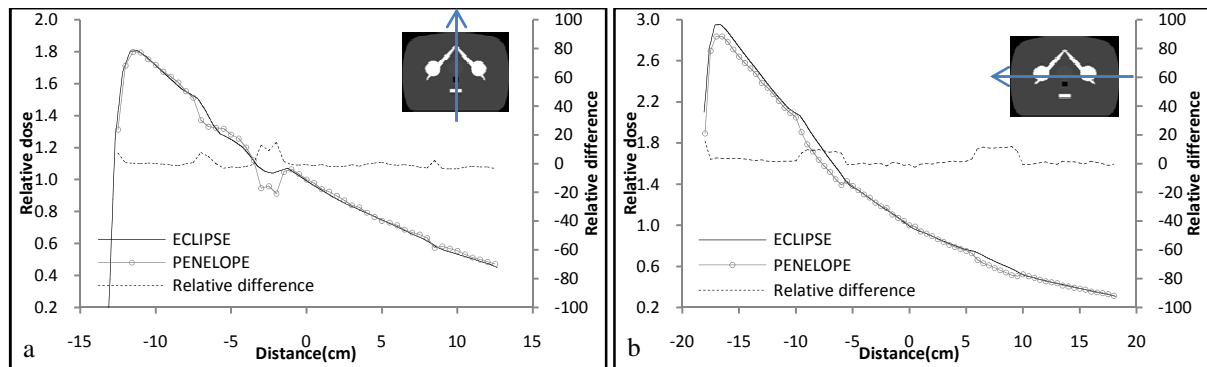 2.0 100
1.8 80
1.6 60
1.4 40
1.2 20
1.0 0
0.8 -20
0.6 -40
0.4 -60
-80
0.2 -100
Relative dose
Relative difference
ECLIPSE
PENELOPE
Relative difference
-15 -10 -5 0 5 10 15
Distance(cm)
a
3.0 100
2.6 80
2.2 60
1.8 40
1.4 20
1.0 0
0.6 -20
0.2 -40
-60
-80
-100
Relative dose
Relative difference
ECLIPSE
PENELOPE
Relative difference
-20 -15 -10 -5 0 5 10 15 20
Distance(cm)
b